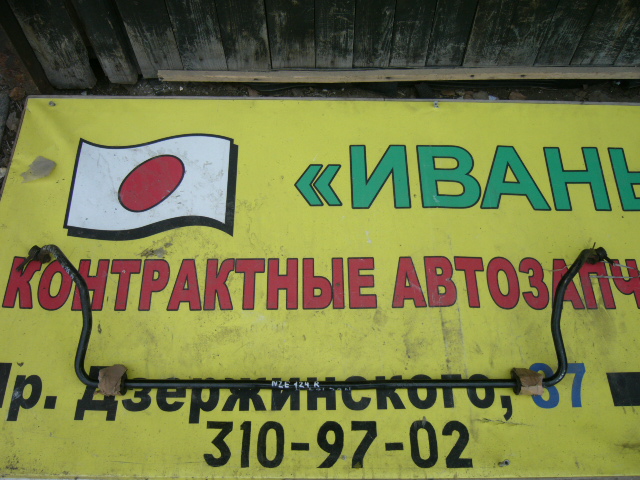 «ИВАНЬ
КОНТРАКТНЫЕ АВТОЗАПЧ
пр. Дзержинского, 37
310-97-02
NZE 124 R